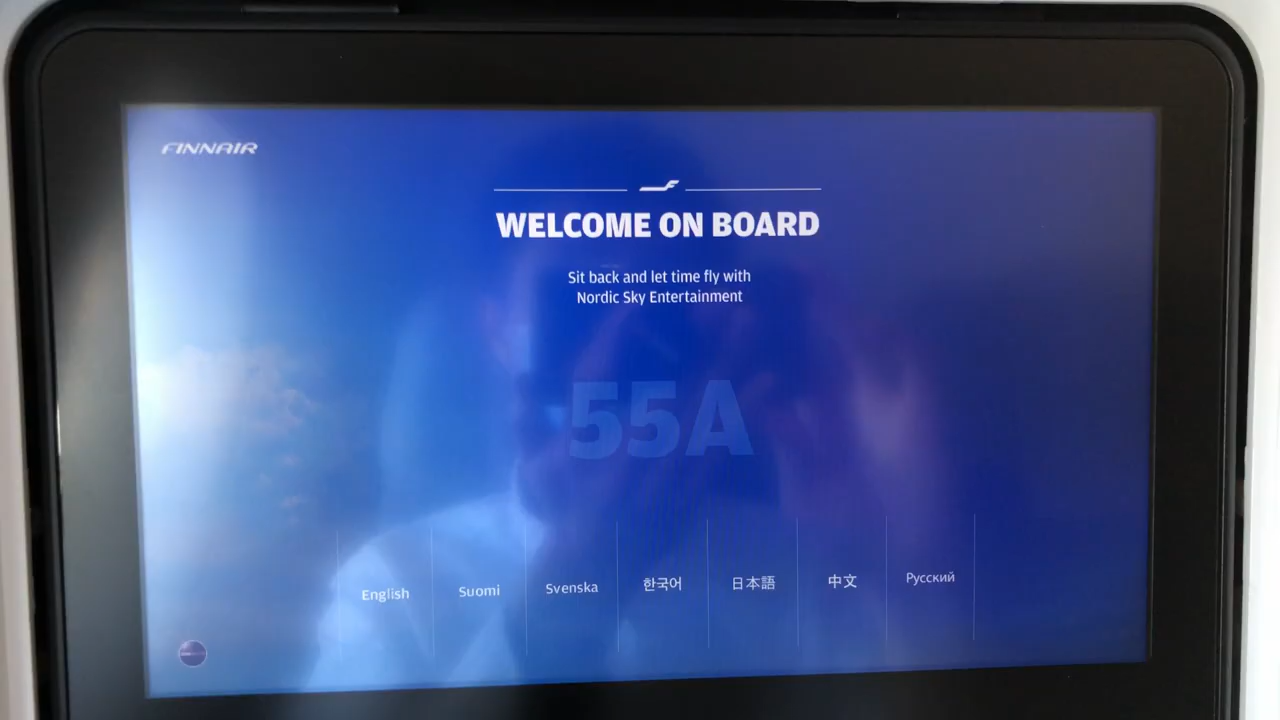 FINNAIR
WELCOME ON BOARD
Sit back and let time fly with
Nordic Sky Entertainment
55A
English
Suomi
Svenska
한국어
日本語
中文
Русский